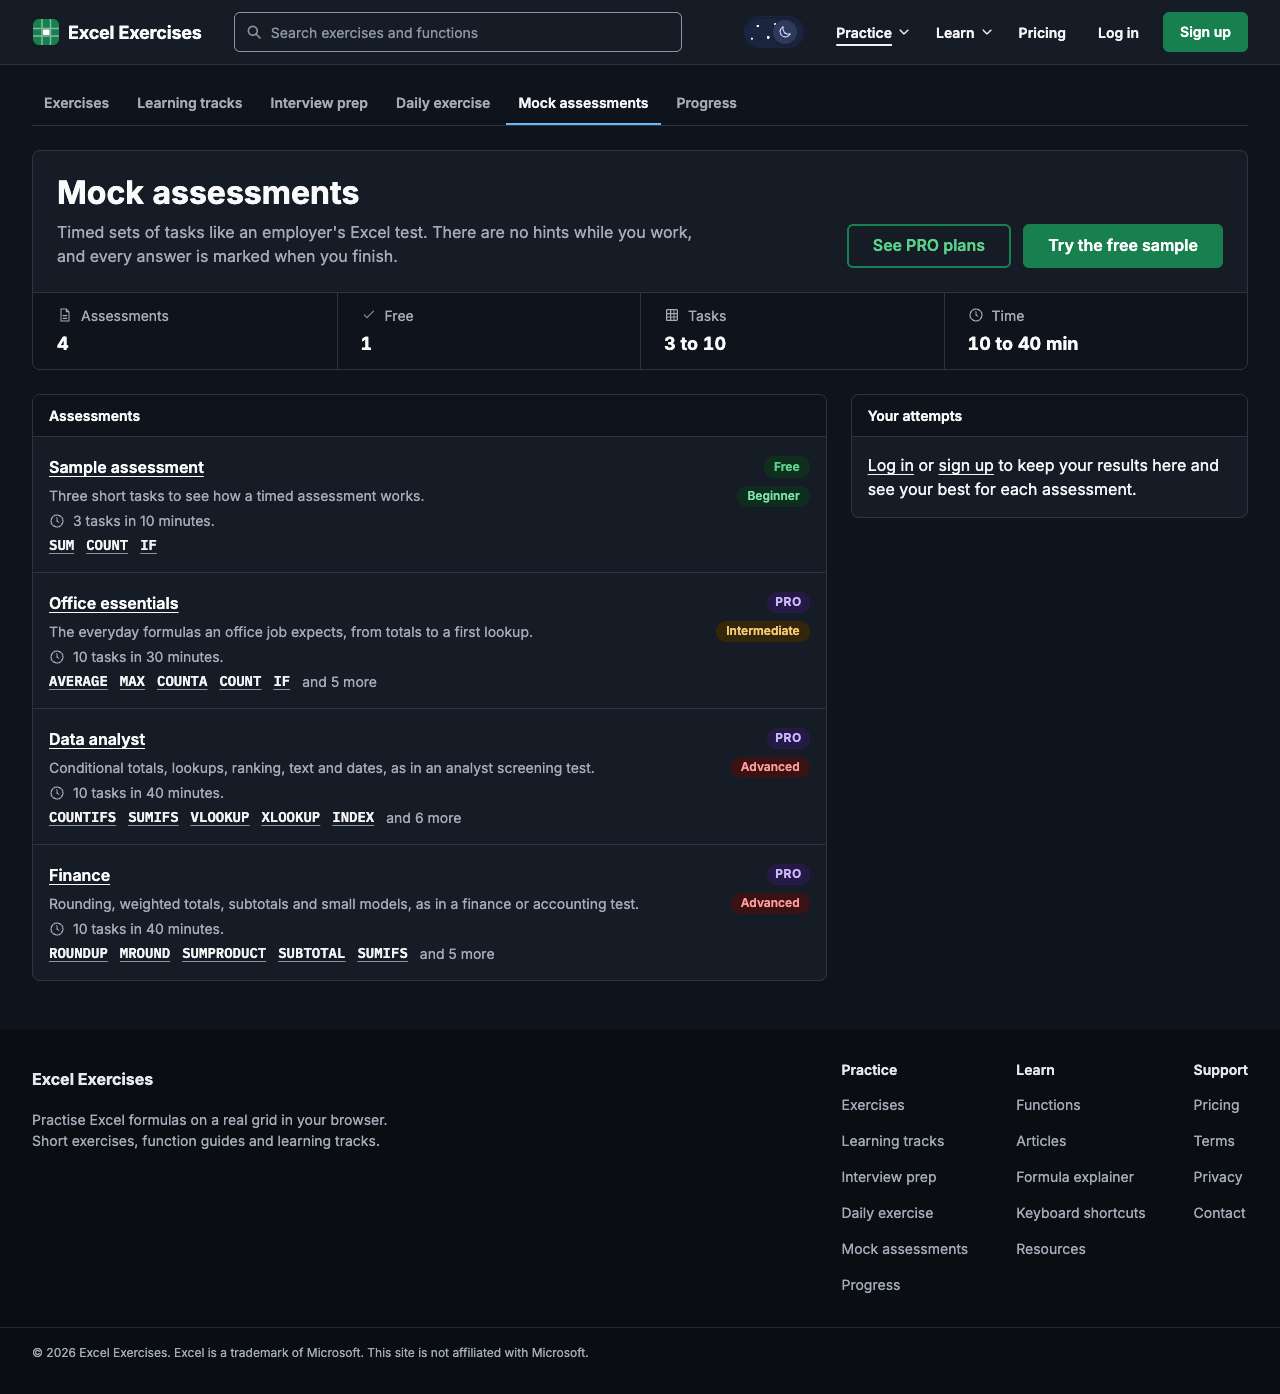 Excel Exercises
Search exercises and functions
Practice
Learn
Pricing
Log in
Sign up
Exercises
Learning tracks
Interview prep
Daily exercise
Mock assessments
Progress
Mock assessments
Timed sets of tasks like an employer's Excel test. There are no hints while you work,
and every answer is marked when you finish.
See PRO plans
Try the free sample
Assessments
4
Free
1
Tasks
3 to 10
Time
10 to 40 min
Assessments
Sample assessment
Free
Three short tasks to see how a timed assessment works.
Beginner
3 tasks in 10 minutes.
SUM COUNT IF
Office essentials
PRO
The everyday formulas an office job expects, from totals to a first lookup.
Intermediate
10 tasks in 30 minutes.
AVERAGE MAX COUNTA COUNT IF and 5 more
Data analyst
PRO
Conditional totals, lookups, ranking, text and dates, as in an analyst screening test.
Advanced
10 tasks in 40 minutes.
COUNTIFS SUMIFS VLOOKUP XLOOKUP INDEX and 6 more
Finance
PRO
Rounding, weighted totals, subtotals and small models, as in a finance or accounting test.
Advanced
10 tasks in 40 minutes.
ROUNDUP MROUND SUMPRODUCT SUBTOTAL SUMIFS and 5 more
Your attempts
Log in or sign up to keep your results here and
see your best for each assessment.
Excel Exercises
Practise Excel formulas on a real grid in your browser.
Short exercises, function guides and learning tracks.
Practice
Exercises
Learning tracks
Interview prep
Daily exercise
Mock assessments
Progress
Learn
Functions
Articles
Formula explainer
Keyboard shortcuts
Resources
Support
Pricing
Terms
Privacy
Contact
© 2026 Excel Exercises. Excel is a trademark of Microsoft. This site is not affiliated with Microsoft.